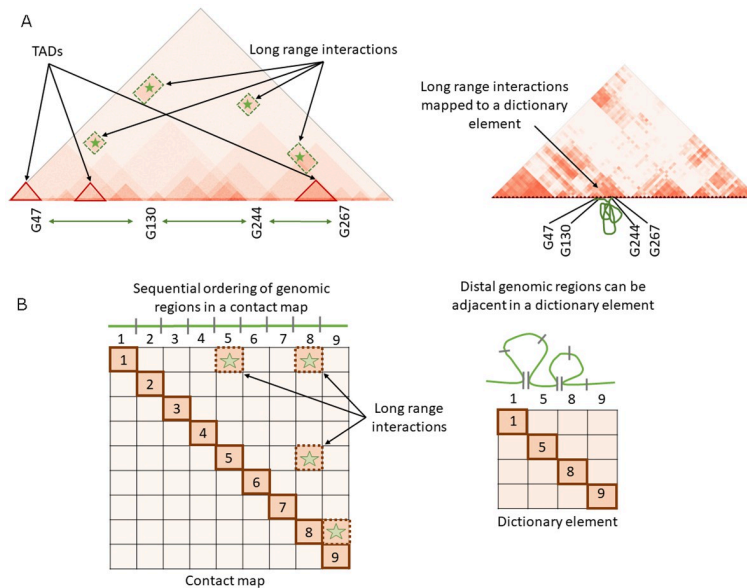 A
TADs
Long range interactions
G47
G130
G244
G267
Long range interactions
mapped to a dictionary
element
G47
G130
G244
G267
B
Sequential ordering of genomic
regions in a contact map
1 2 3 4 5 6 7 8 9
1
2
3
4
5
6
7
8
9
Long range
interactions
Contact map
Distal genomic regions can be
adjacent in a dictionary element
1 5 8 9
1
5
8
9
Dictionary element